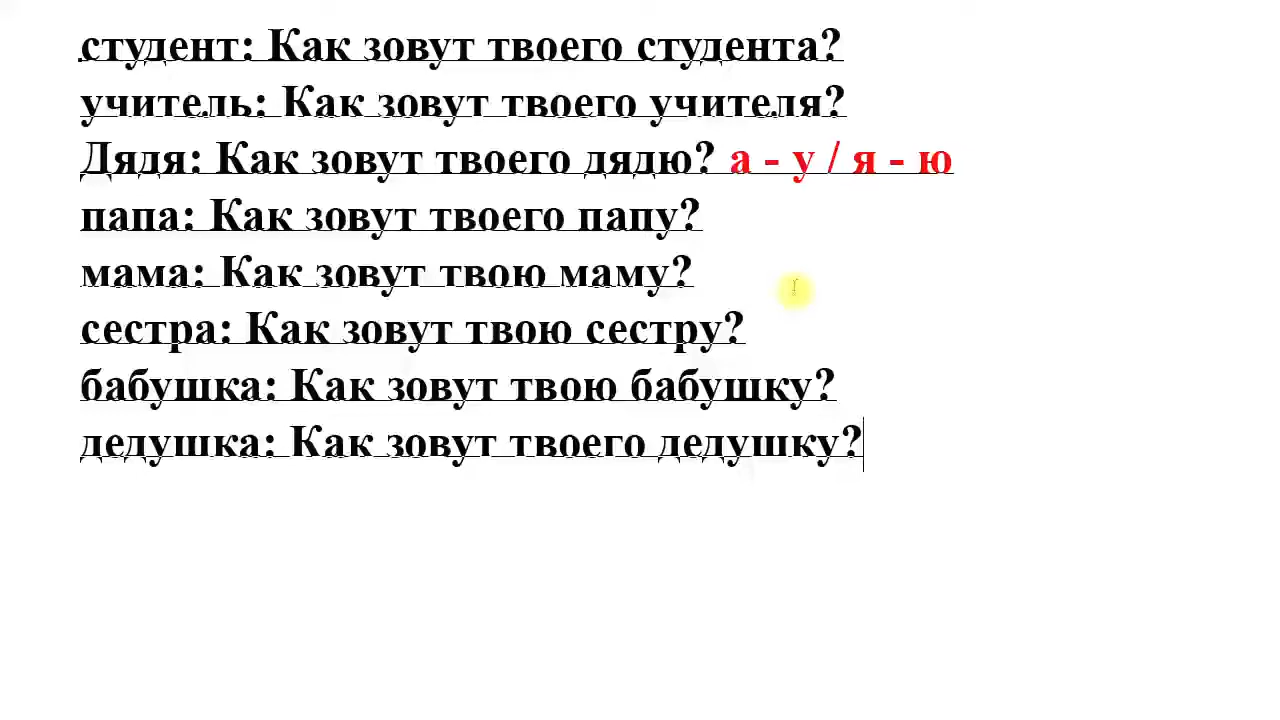 студент: Как зовут твоего студента?
учитель: Как зовут твоего учителя?
Дядя: Как зовут твоего дядю? а - у / я - ю
папа: Как зовут твоего папу?
мама: Как зовут твою маму?
сестра: Как зовут твою сестру?
бабушка: Как зовут твою бабушку?
дедушка: Как зовут твоего дедушку?